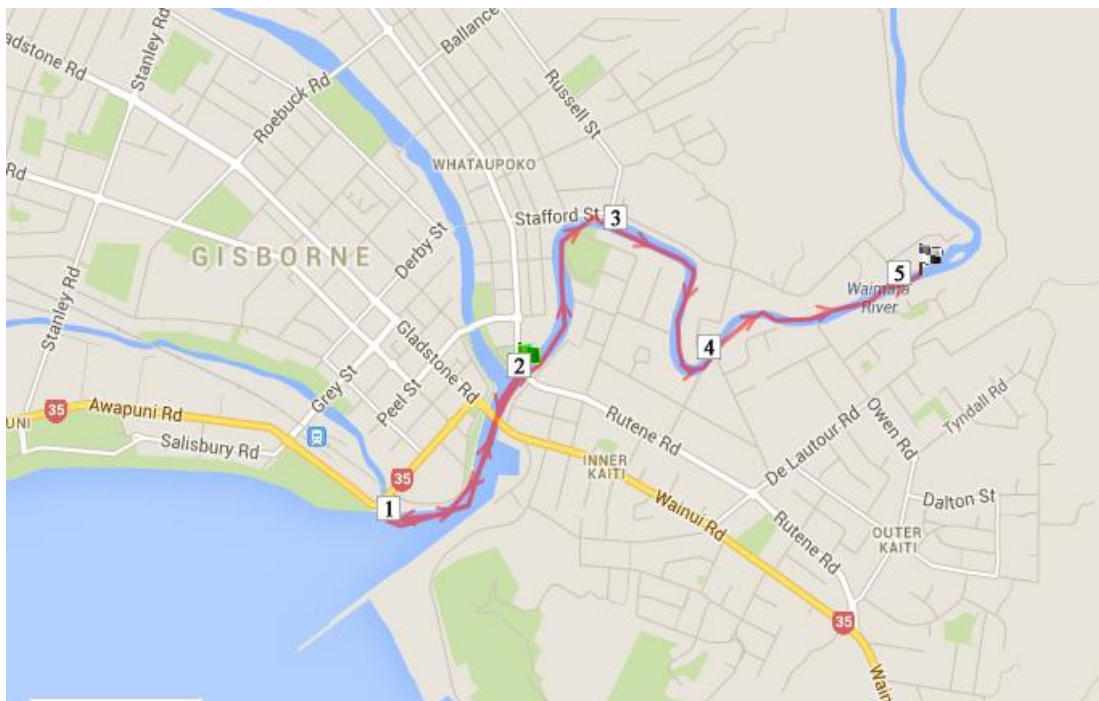 Stanley Rd
Ballance
adstone Rd
Roebuck Rd
Russell St
WHATAUPOKO
Rd
Stafford St
3
Derby St
GISBORNE
5
Waimata
River
Stanley Rd
Gladstone Rd
4
2
Grey St
Peel St
Owen Rd
Tyndall Rd
35
Awapuni Rd
UNI
Salisbury Rd
Rutene Rd
De Lautour Rd
INNER
KAITI
35
1
Wainui Rd
Dalton St
Rutene Rd
OUTER
KAITI
35
Wain